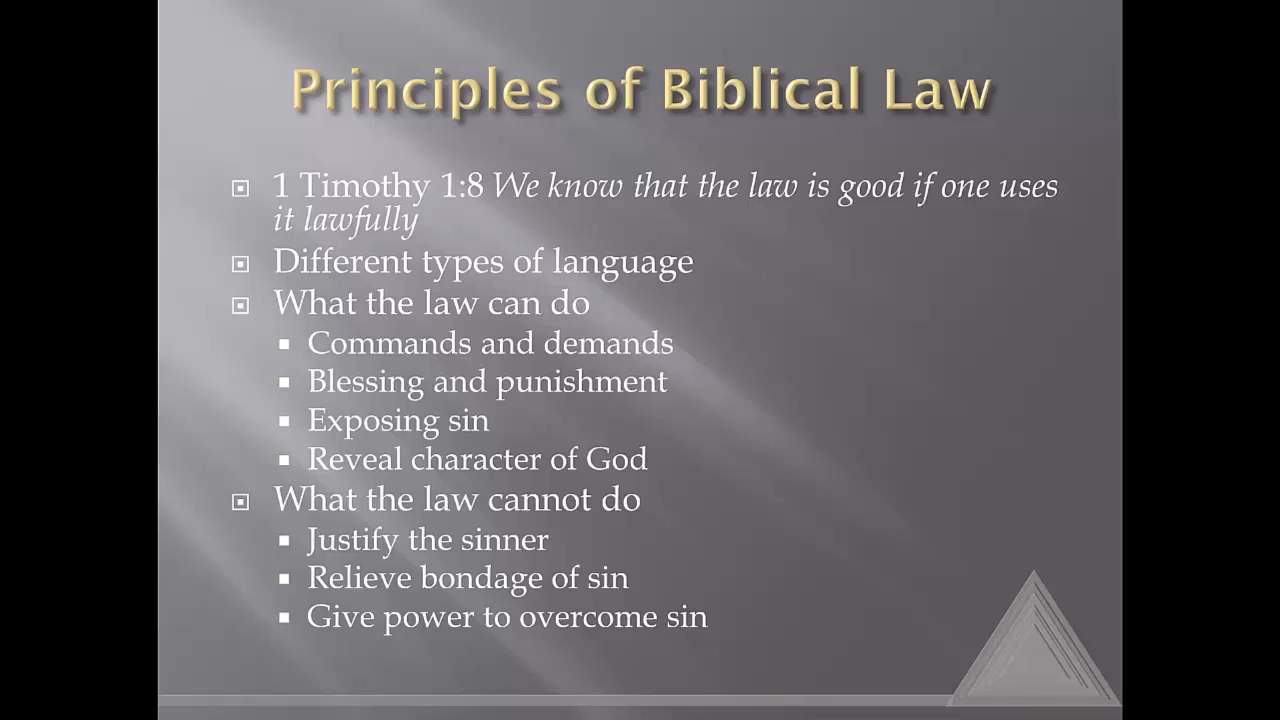 Principles of Biblical Law
1 Timothy 1:8 We know that the law is good if one uses
it lawfully
Different types of language
What the law can do
Commands and demands
Blessing and punishment
Exposing sin
Reveal character of God
What the law cannot do
Justify the sinner
Relieve bondage of sin
Give power to overcome sin